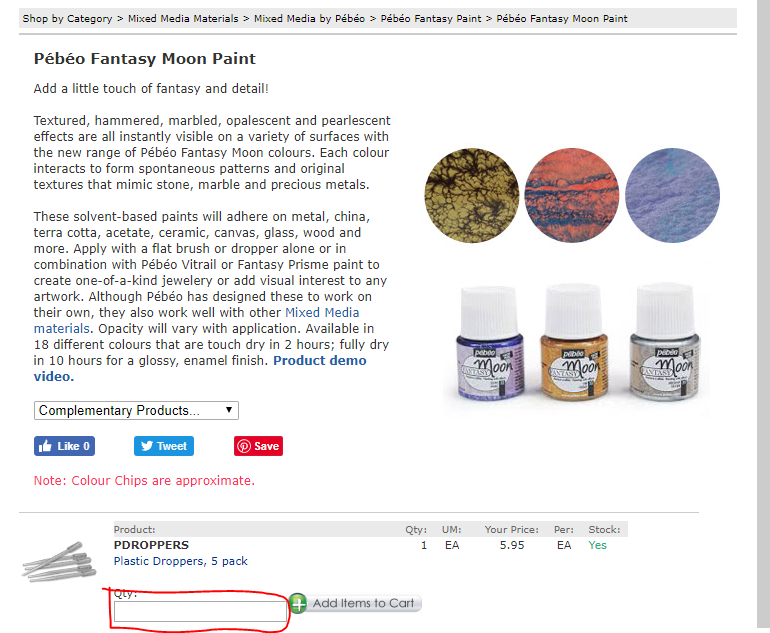 Shop by Category > Mixed Media Materials > Mixed Media by Pébéo > Pébéo Fantasy Paint > Pébéo Fantasy Moon Paint
Pébéo Fantasy Moon Paint
Add a little touch of fantasy and detail!
Textured, hammered, marbled, opalescent and pearlescent
effects are all instantly visible on a variety of surfaces with
the new range of Pébéo Fantasy Moon colours. Each colour
interacts to form spontaneous patterns and original
textures that mimic stone, marble and precious metals.
These solvent-based paints will adhere on metal, china,
terra cotta, acetate, ceramic, canvas, glass, wood and
more. Apply with a flat brush or dropper alone or in
combination with Pébéo Vitrail or Fantasy Prisme paint to
create one-of-a-kind jewelery or add visual interest to any
artwork. Although Pébéo has designed these to work on
their own, they also work well with other Mixed Media
materials. Opacity will vary with application. Available in
18 different colours that are touch dry in 2 hours; fully dry
in 10 hours for a glossy, enamel finish. Product demo
video.
pébéo pébéo pébéo
Moon Moon Moon
FANTASY FANTASY FANTASY
Complementary Products...
Like 0 Tweet Save
Note: Colour Chips are approximate.
Product: Qty: UM: Your Price: Per: Stock:
PDROPPERS 1 EA 5.95 EA Yes
Plastic Droppers, 5 pack
Qty:
Add Items to Cart